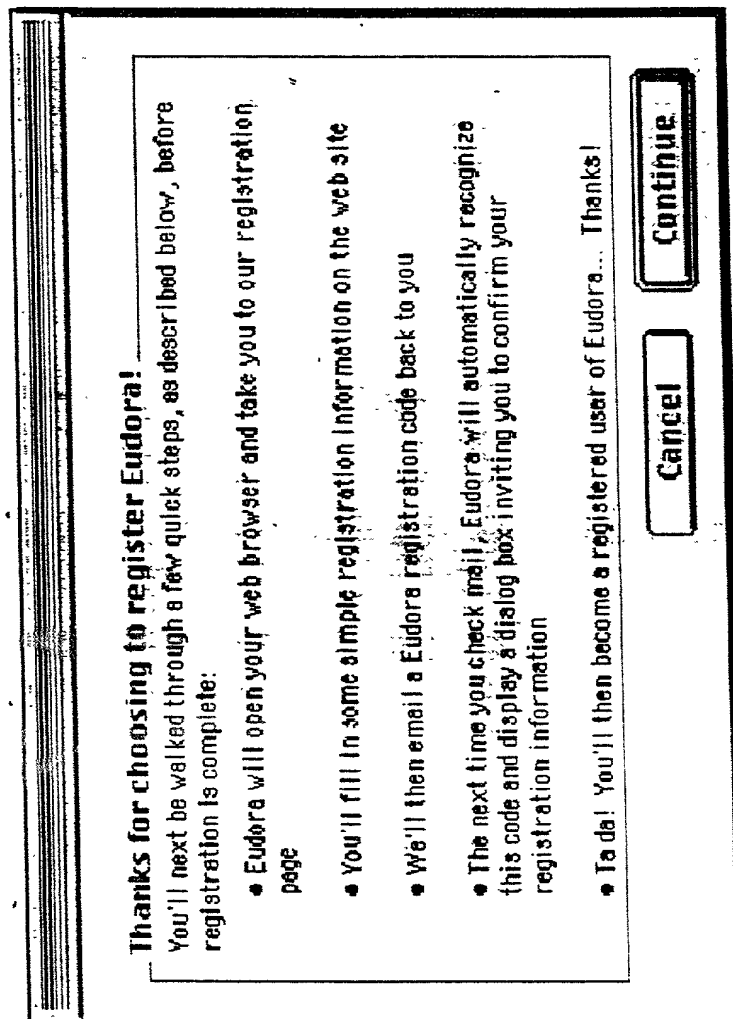 Thanks for choosing to register Eudora!
You'll next be walked through a few quick steps, as described below, before
registration is complete:
● Eudora will open your web browser and take you to our registration
page
● You'll fill in some simple registration information on the web site
● We'll then email a Eudora registration code back to you
● The next time you check mail, Eudora will automatically recognize
this code and display a dialog box inviting you to confirm your
registration information
● Ta da! You'll then become a registered user of Eudora... Thanks!
Cancel
Continue